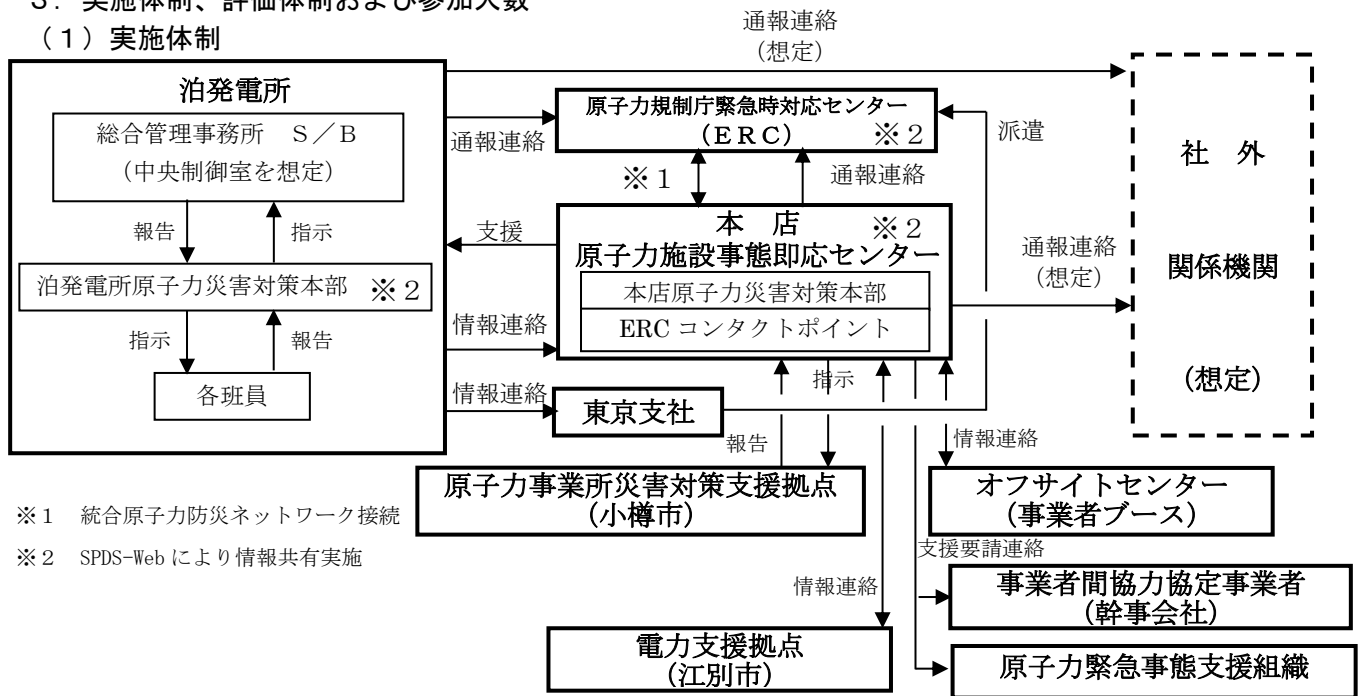 ３．実施体制、評価体制および参加人数
（１）実施体制
通報連絡
(想定)
泊発電所
総合管理事務所　Ｓ／Ｂ
(中央制御室を想定)
報告
指示
泊発電所原子力災害対策本部　※２
指示
報告
各班員
通報連絡
原子力規制庁緊急時対応センター
(ＥＲＣ)　※２
派遣
※１
通報連絡
支援
本　店　※２
原子力施設事態即応センター
本店原子力災害対策本部
ERC コンタクトポイント
通報連絡
(想定)
社　外
関係機関
(想定)
情報連絡
情報連絡
東京支社
指示
報告
情報連絡
原子力事業所災害対策支援拠点
(小樽市)
オフサイトセンター
(事業者ブース)
※１　統合原子力防災ネットワーク接続
※２　SPDS-Web により情報共有実施
支援要請連絡
情報連絡
事業者間協力協定事業者
(幹事会社)
電力支援拠点
(江別市)
原子力緊急事態支援組織